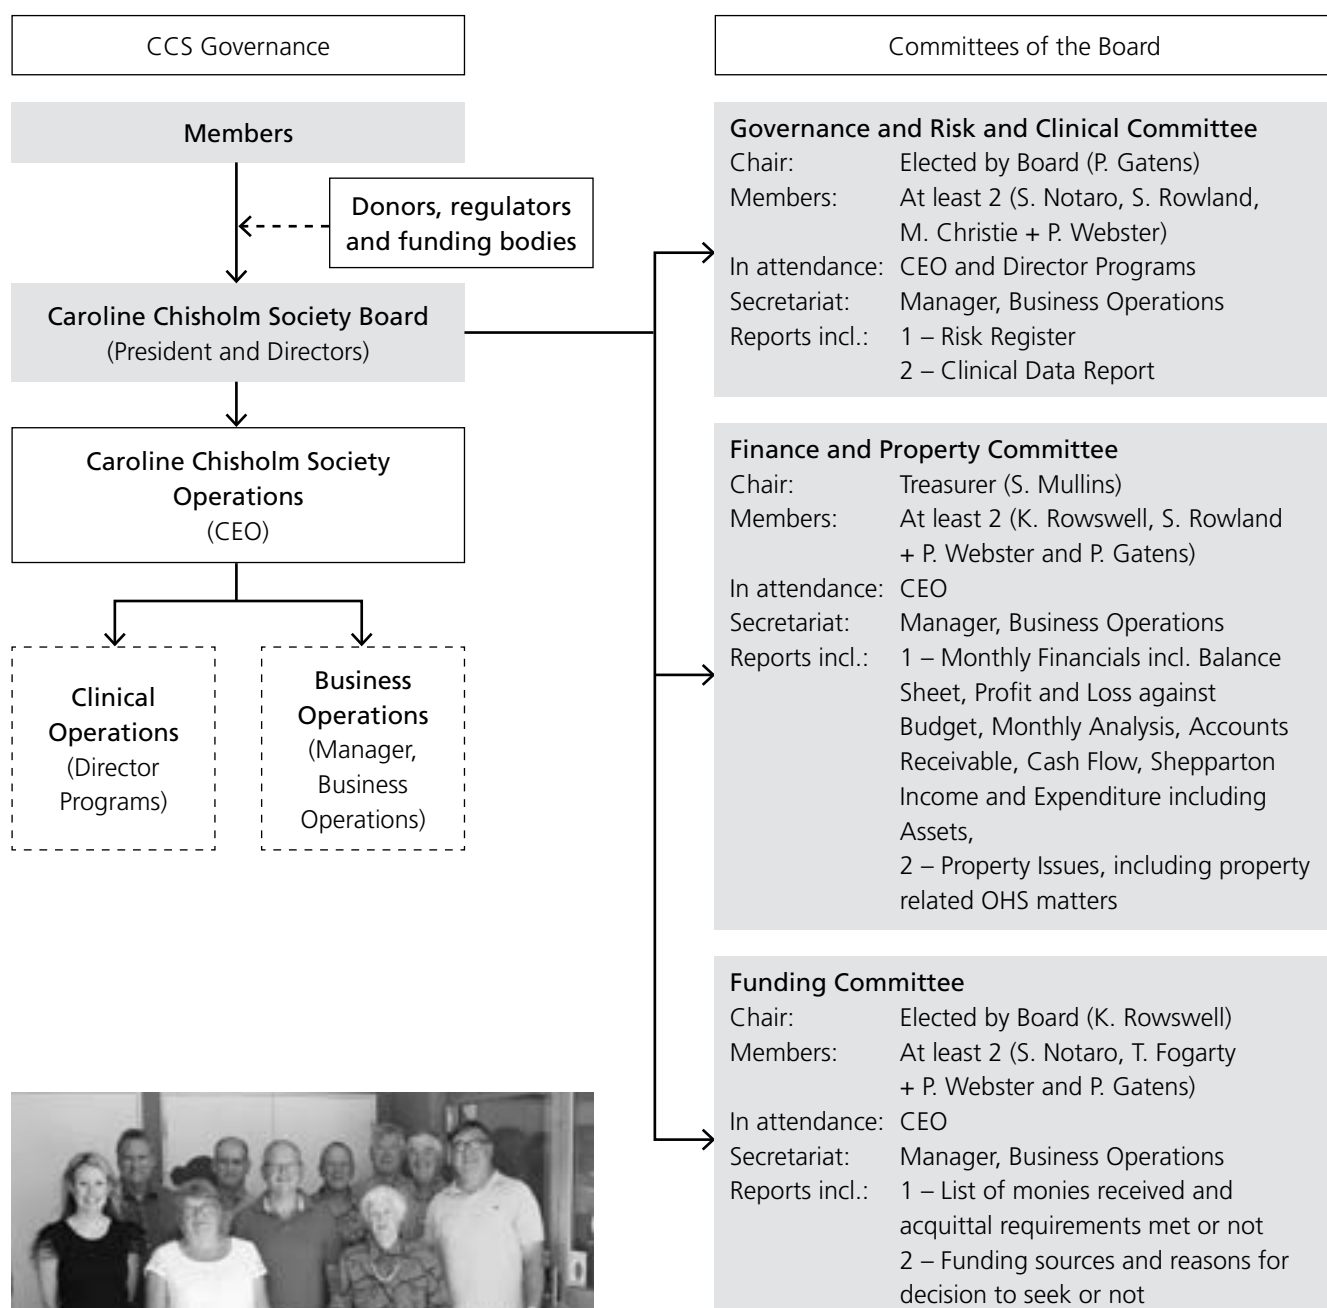 CCS Governance
Members
Donors, regulators
and funding bodies
Caroline Chisholm Society Board
(President and Directors)
Caroline Chisholm Society
Operations
(CEO)
Clinical
Operations
(Director
Programs)
Business
Operations
(Manager,
Business
Operations)
Committees of the Board
Governance and Risk and Clinical Committee
Chair: Elected by Board (P. Gatens)
Members: At least 2 (S. Notaro, S. Rowland,
M. Christie + P. Webster)
In attendance: CEO and Director Programs
Secretariat: Manager, Business Operations
Reports incl.: 1 – Risk Register
2 – Clinical Data Report
Finance and Property Committee
Chair: Treasurer (S. Mullins)
Members: At least 2 (K. Rowswell, S. Rowland
+ P. Webster and P. Gatens)
In attendance: CEO
Secretariat: Manager, Business Operations
Reports incl.: 1 – Monthly Financials incl. Balance
Sheet, Profit and Loss against
Budget, Monthly Analysis, Accounts
Receivable, Cash Flow, Shepparton
Income and Expenditure including
Assets,
2 – Property Issues, including property
related OHS matters
Funding Committee
Chair: Elected by Board (K. Rowswell)
Members: At least 2 (S. Notaro, T. Fogarty
+ P. Webster and P. Gatens)
In attendance: CEO
Secretariat: Manager, Business Operations
Reports incl.: 1 – List of monies received and
acquittal requirements met or not
2 – Funding sources and reasons for
decision to seek or not